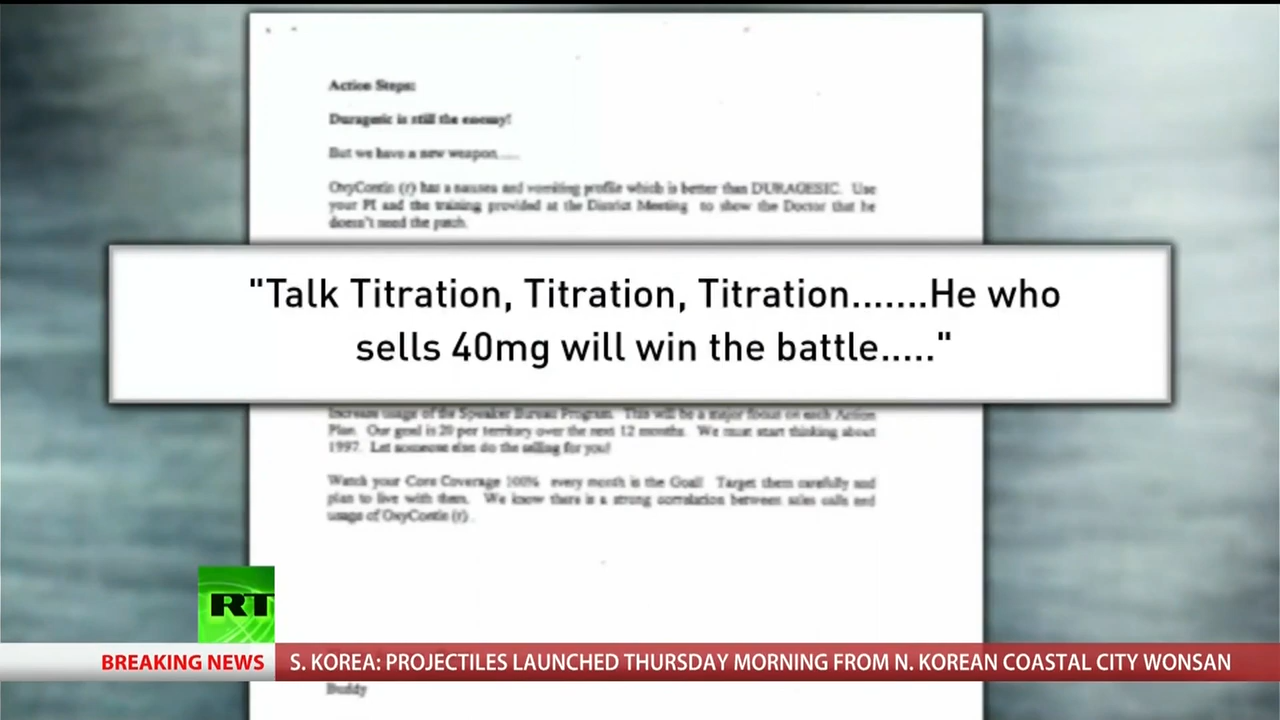 Action Steps:
Duragesic is still the enemy!
But we have a new weapon.....
OxyContin (r) has a nausea and vomiting profile which is better than DURAGESIC. Use
your PI and the training provided at the District Meeting to show the Doctor that he
doesn't need the patch.
"Talk Titration, Titration, Titration.......He who
sells 40mg will win the battle....."
Increase usage of the Speaker Bureau Program. This will be a major focus on each Action
Plan. Our goal is 20 per territory over the next 12 months. We must start thinking about
1997. Let someone else do the selling for you!
Watch your Core Coverage 100% every month is the Goal! Target them carefully and
plan to live with them. We know there is a strong correlation between sales calls and
usage of OxyContin (r).
RT
BREAKING NEWS S. KOREA: PROJECTILES LAUNCHED THURSDAY MORNING FROM N. KOREAN COASTAL CITY WONSAN
Buddy